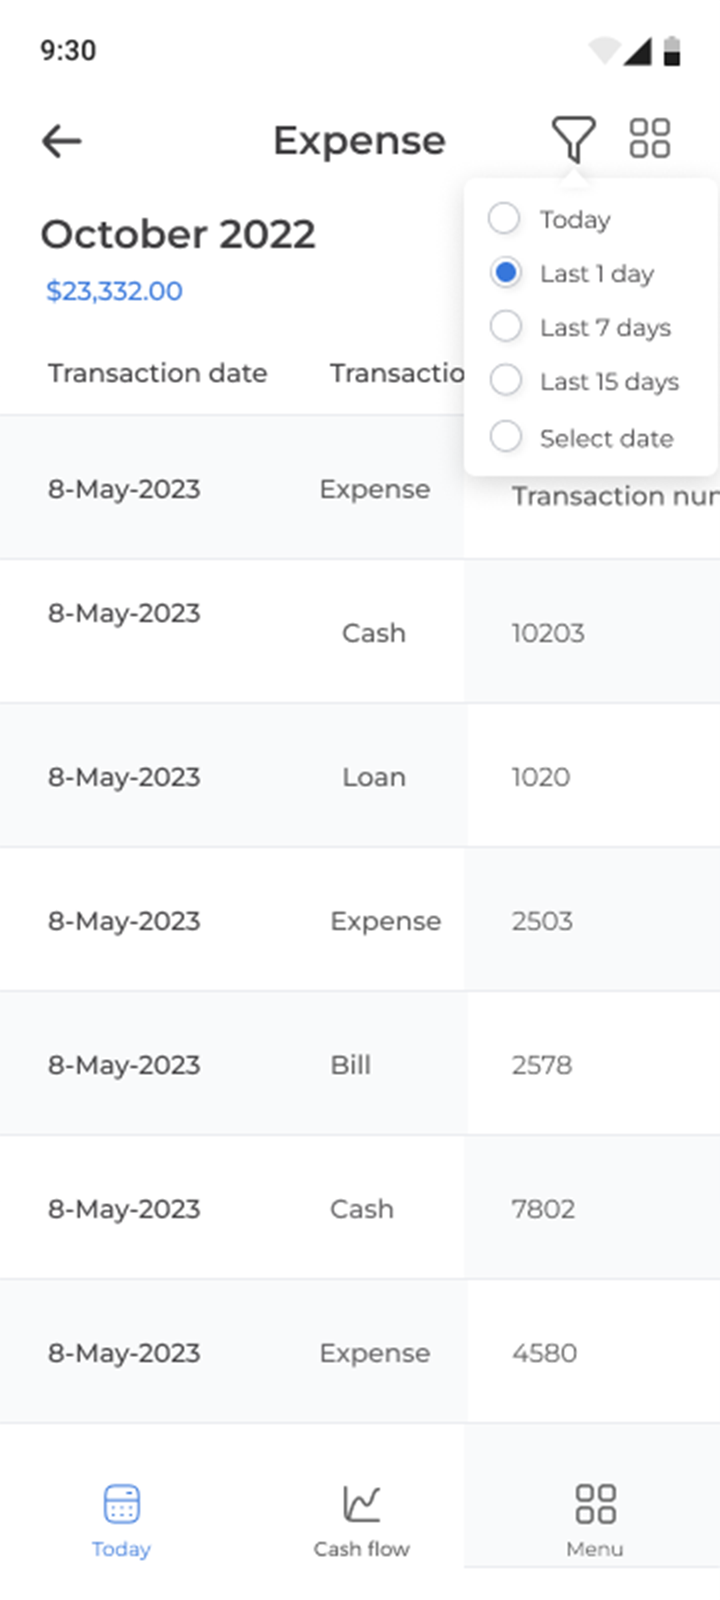 9:30
Expense
October 2022
$23,332.00
Today
Last 1 day
Last 7 days
Last 15 days
Select date
Transaction date Transactio
8-May-2023 Expense Transaction nur
8-May-2023 Cash 10203
8-May-2023 Loan 1020
8-May-2023 Expense 2503
8-May-2023 Bill 2578
8-May-2023 Cash 7802
8-May-2023 Expense 4580
Today Cash flow Menu